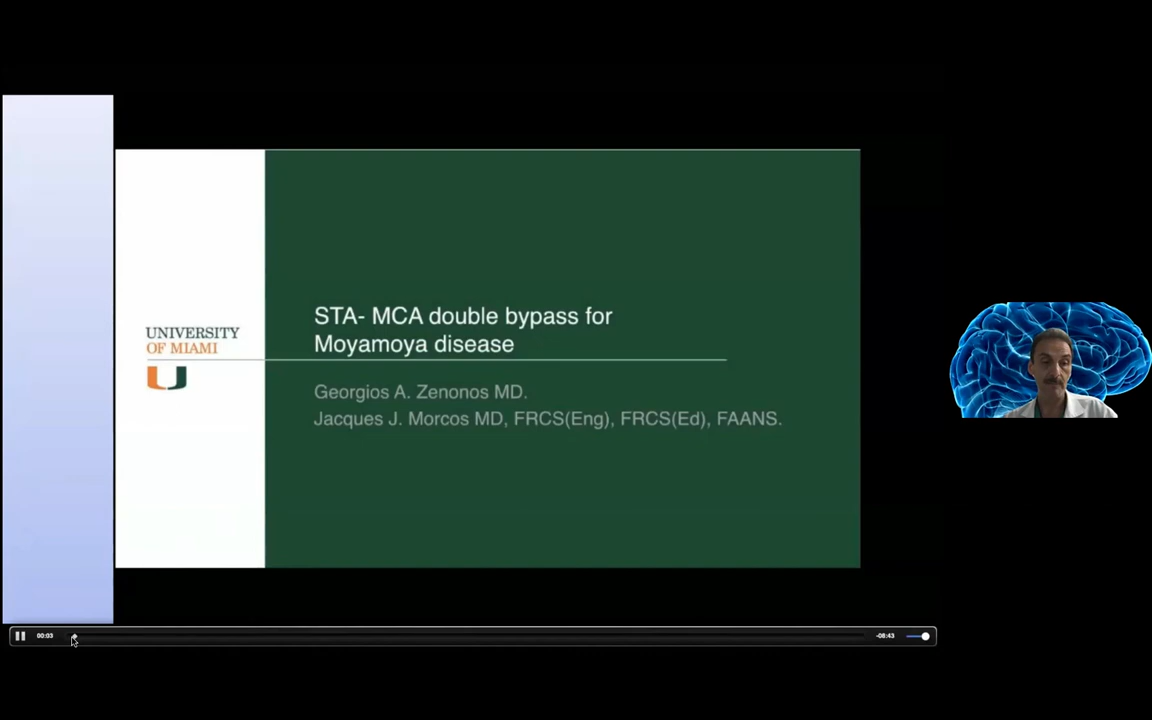 UNIVERSITY
OF MIAMI
STA- MCA double bypass for
Moyamoya disease
Georgios A. Zenonos MD.
Jacques J. Morcos MD, FRCS(Eng), FRCS(Ed), FAANS.
00:03
-08:43